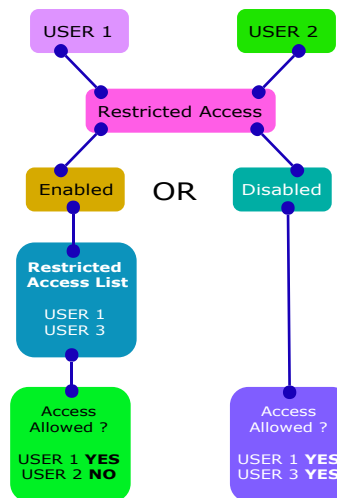 USER 1
USER 2
Restricted Access
Enabled
OR
Disabled
Restricted
Access List
USER 1
USER 3
Access
Allowed ?
USER 1 YES
USER 2 NO
Access
Allowed ?
USER 1 YES
USER 3 YES